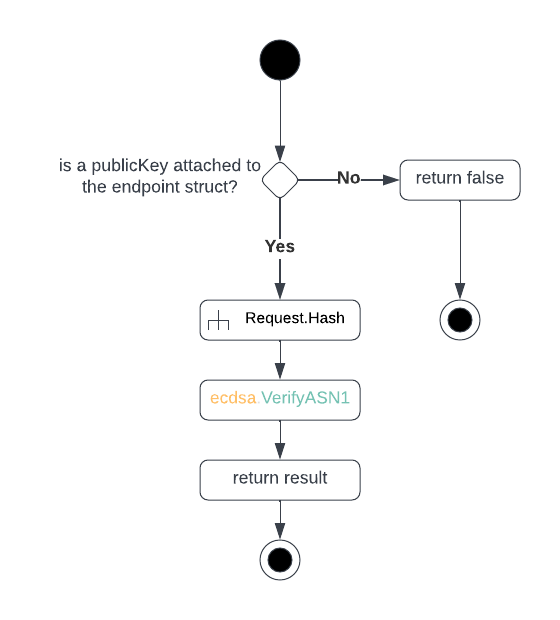 is a publicKey attached to
the endpoint struct?
No
return false
Yes
Request.Hash
ecdsa.VerifyASN1
return result